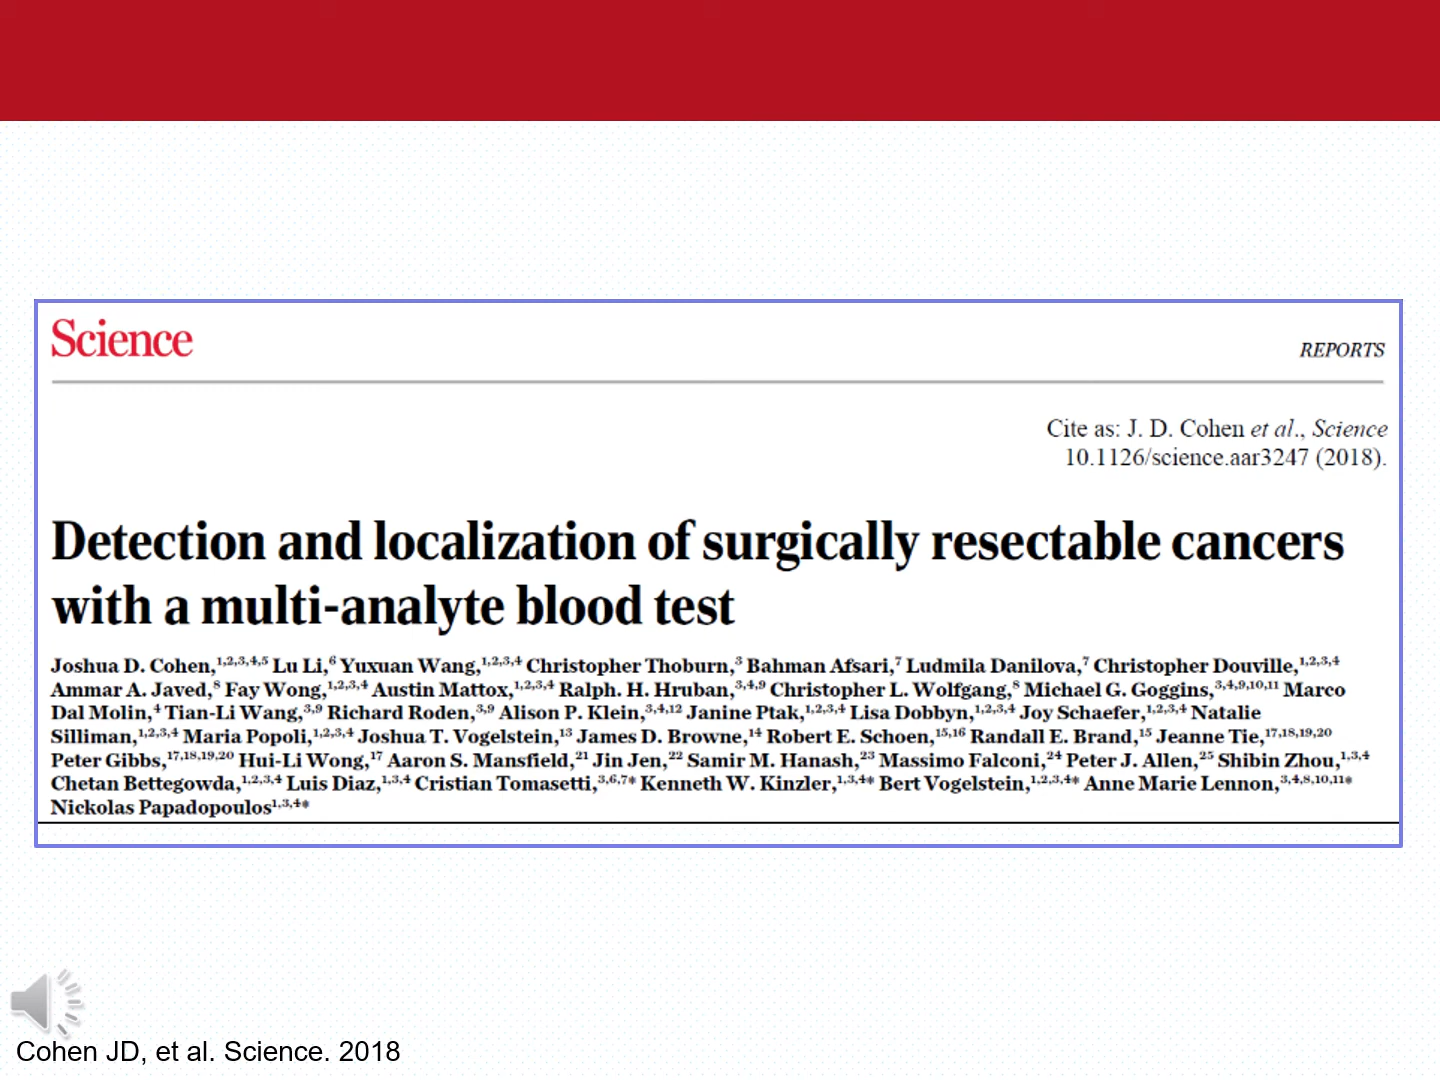 Science
REPORTS
Cite as: J. D. Cohen et al., Science
10.1126/science.aar3247 (2018).
Detection and localization of surgically resectable cancers
with a multi-analyte blood test
Joshua D. Cohen,1,2,3,4,5 Lu Li,6 Yuxuan Wang,1,2,3,4 Christopher Thoburn,3 Bahman Afsari,7 Ludmila Danilova,7 Christopher Douville,1,2,3,4
Ammar A. Javed,8 Fay Wong,1,2,3,4 Austin Mattox,1,2,3,4 Ralph. H. Hruban,3,4,9 Christopher L. Wolfgang,8 Michael G. Goggins,3,4,9,10,11 Marco
Dal Molin,4 Tian-Li Wang,3,9 Richard Roden,3,9 Alison P. Klein,3,4,12 Janine Ptak,1,2,3,4 Lisa Dobbyn,1,2,3,4 Joy Schaefer,1,2,3,4 Natalie
Silliman,1,2,3,4 Maria Popoli,1,2,3,4 Joshua T. Vogelstein,13 James D. Browne,14 Robert E. Schoen,15,16 Randall E. Brand,15 Jeanne Tie,17,18,19,20
Peter Gibbs,17,18,19,20 Hui-Li Wong,17 Aaron S. Mansfield,21 Jin Jen,22 Samir M. Hanash,23 Massimo Falconi,24 Peter J. Allen,25 Shibin Zhou,1,3,4
Chetan Bettegowda,1,2,3,4 Luis Diaz,1,3,4 Cristian Tomasetti,3,6,7* Kenneth W. Kinzler,1,3,4* Bert Vogelstein,1,2,3,4* Anne Marie Lennon,3,4,8,10,11*
Nickolas Papadopoulos1,3,4*
Cohen JD, et al. Science. 2018